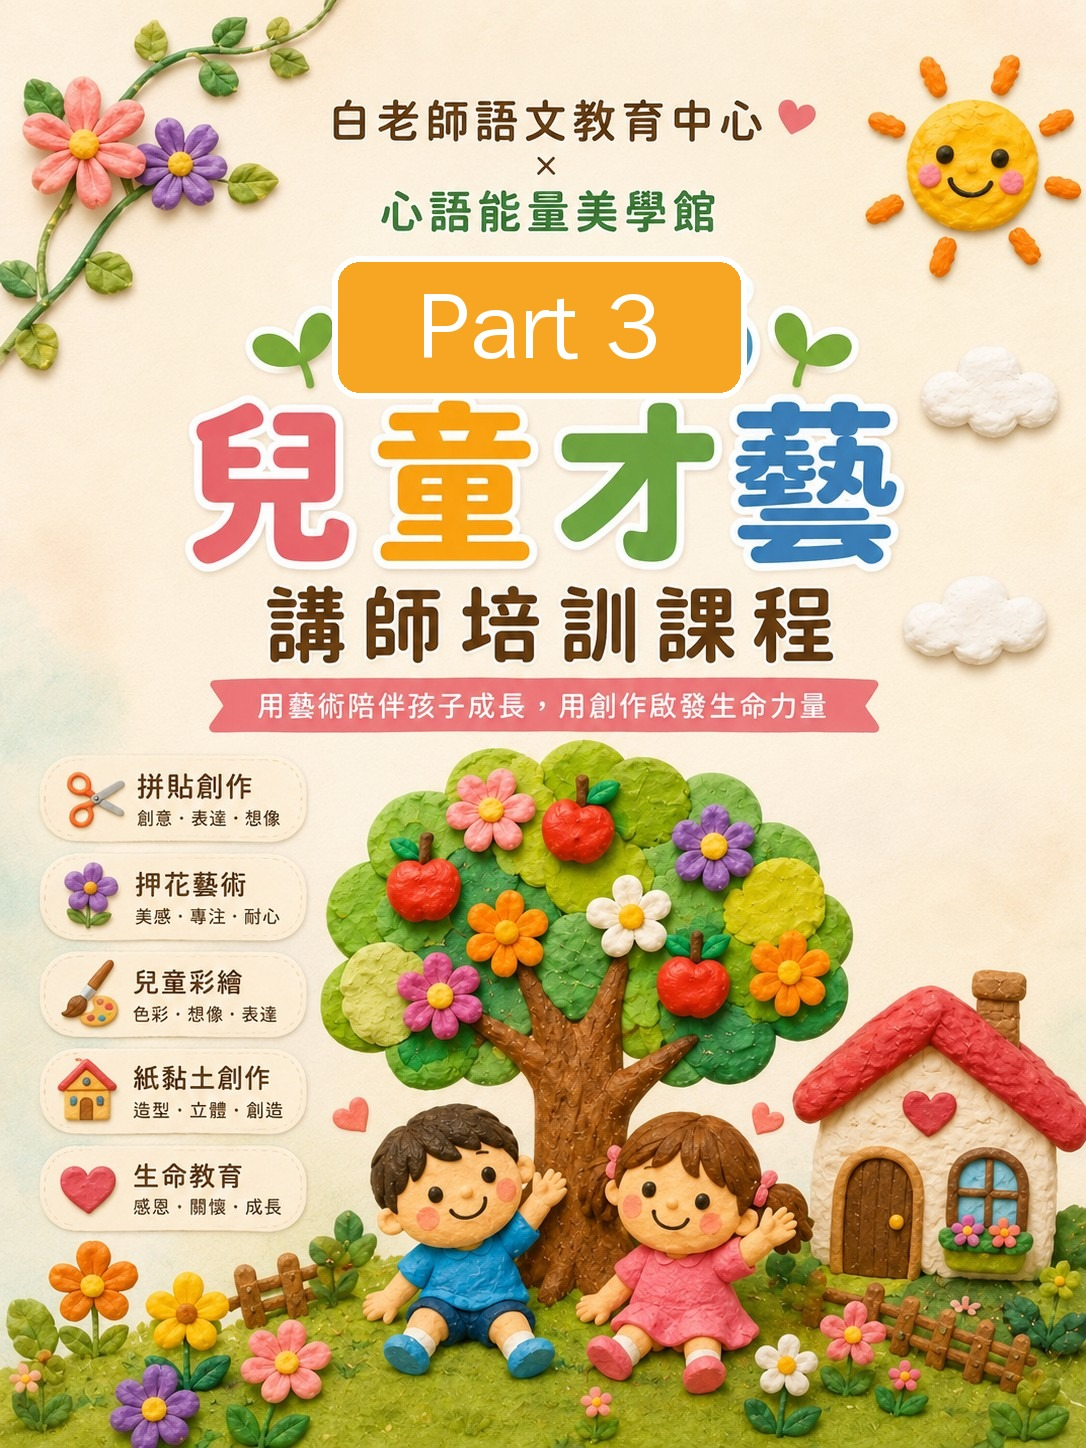 白老師語文教育中心
×
心語能量美學館
Part 3
兒童才藝
講師培訓課程
用藝術陪伴孩子成長，用創作啟發生命力量
拼貼創作
創意·表達·想像
押花藝術
美感·專注·耐心
兒童彩繪
色彩·想像·表達
紙黏土創作
造型·立體·創造
生命教育
感恩·關懷·成長